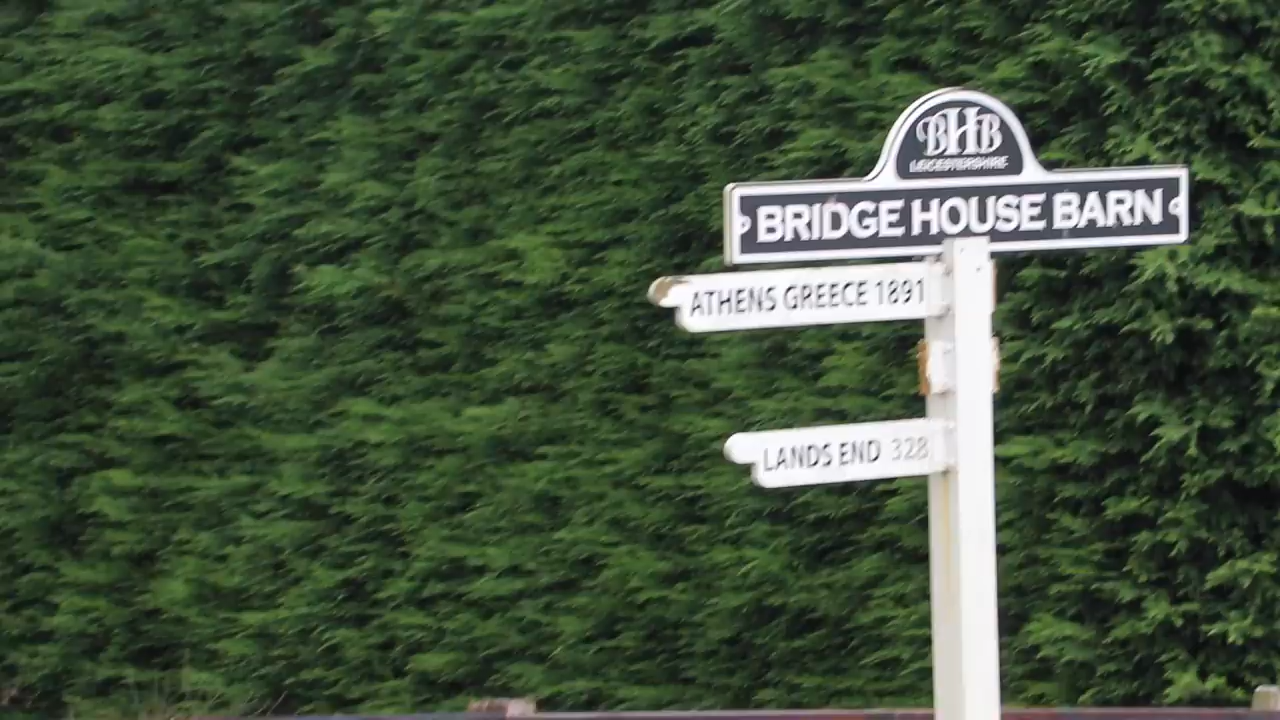 BHB
LEICESTERSHIRE
BRIDGE HOUSE BARN
ATHENS GREECE 1891
LANDS END 328